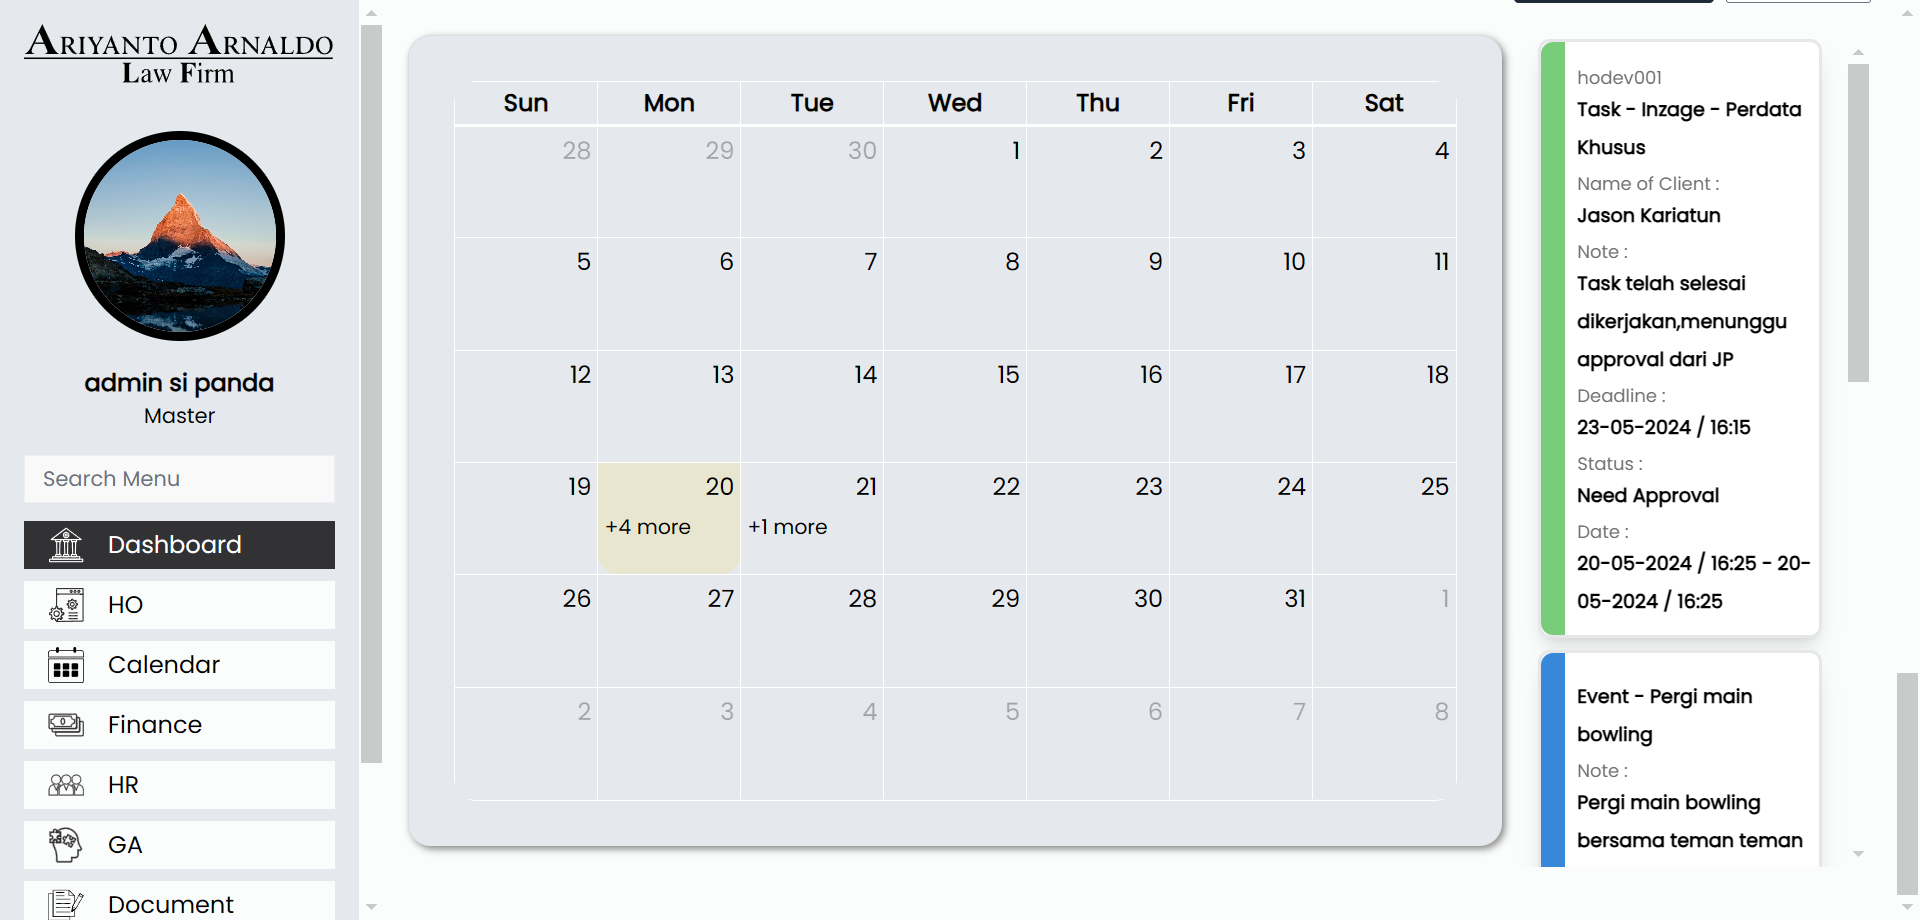 ARIYANTO ARNALDO
Law Firm
admin si panda
Master
Search Menu
Dashboard
HO
Calendar
Finance
HR
GA
Document
Sun Mon Tue Wed Thu Fri Sat
28 29 30 1 2 3 4
5 6 7 8 9 10 11
12 13 14 15 16 17 18
19 20 21 22 23 24 25
+4 more +1 more
26 27 28 29 30 31 1
2 3 4 5 6 7 8
hodev001
Task - Inzage - Perdata
Khusus
Name of Client :
Jason Kariatun
Note :
Task telah selesai
dikerjakan,menunggu
approval dari JP
Deadline :
23-05-2024 / 16:15
Status :
Need Approval
Date :
20-05-2024 / 16:25 - 20-
05-2024 / 16:25
Event - Pergi main
bowling
Note :
Pergi main bowling
bersama teman teman